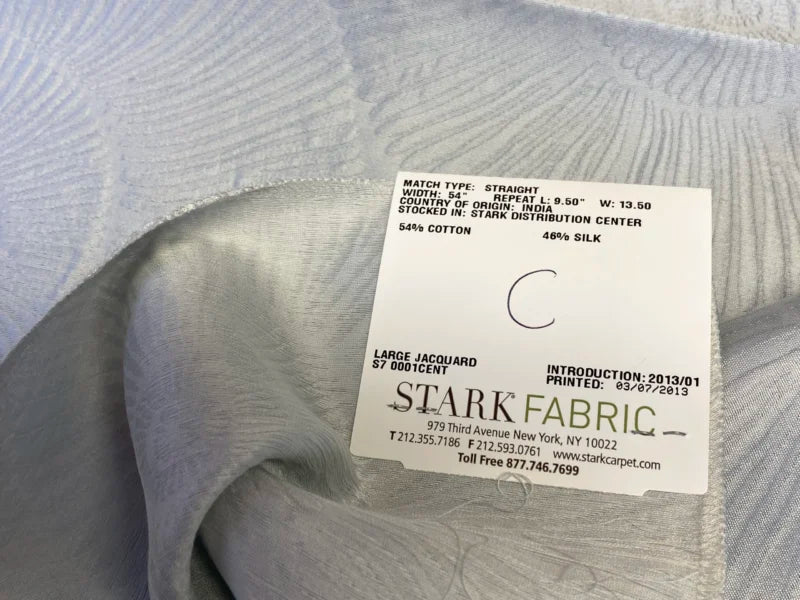 MATCH TYPE: STRAIGHT
WIDTH: 54" REPEAT L: 9.50" W: 13.50
COUNTRY OF ORIGIN: INDIA
STOCKED IN: STARK DISTRIBUTION CENTER
54% COTTON 46% SILK
C
LARGE JACQUARD
S7 0001CENT
INTRODUCTION: 2013/01
PRINTED: 03/07/2013
STARK FABRIC
979 Third Avenue New York, NY 10022
T 212.355.7186 F 212.593.0761 www.starkcarpet.com
Toll Free 877.746.7699